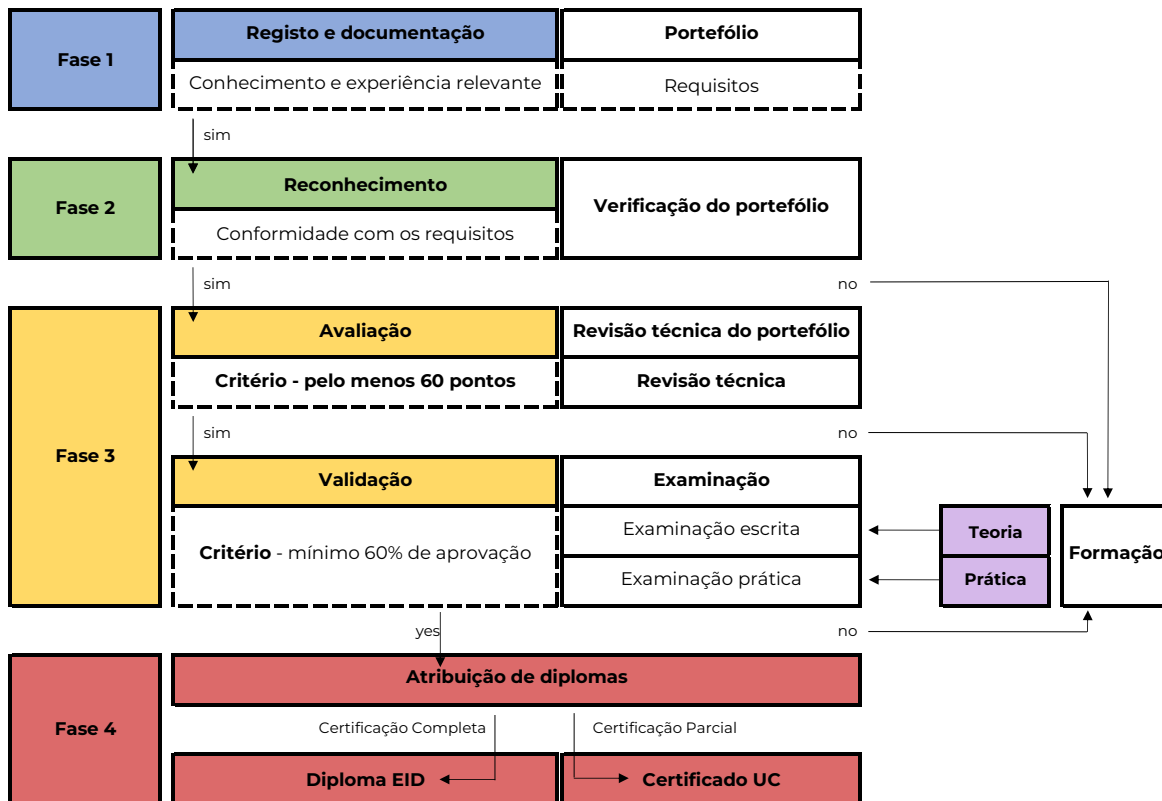 Fase 1
Registo e documentação
Portefólio
Conhecimento e experiência relevante
Requisitos
sim
Fase 2
Reconhecimento
Verificação do portefólio
Conformidade com os requisitos
sim
no
Fase 3
Avaliação
Revisão técnica do portefólio
Critério - pelo menos 60 pontos
Revisão técnica
sim
no
Validação
Examinação
Critério - mínimo 60% de aprovação
Examinação escrita
Examinação prática
Teoria
Prática
Formação
yes
no
Fase 4
Atribuição de diplomas
Certificação Completa
Certificação Parcial
Diploma EID
Certificado UC